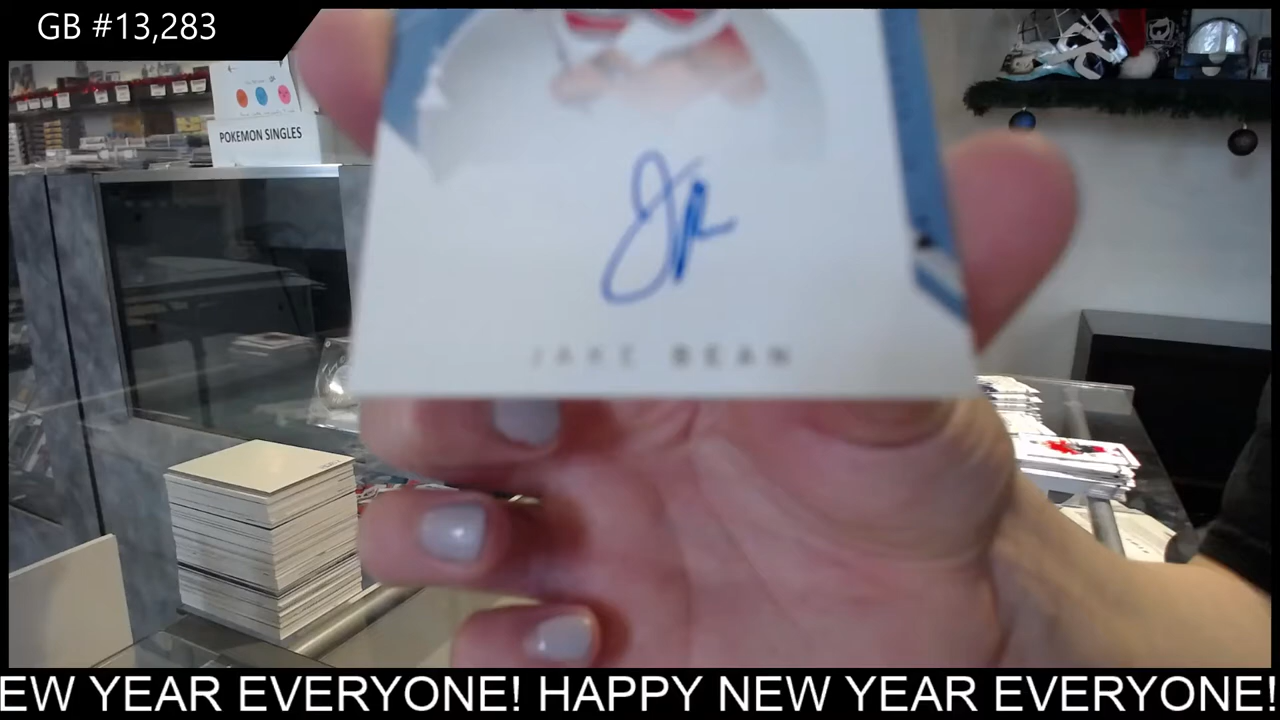 GB #13,283
POKEMON SINGLES
JAKE BEAN
EW YEAR EVERYONE! HAPPY NEW YEAR EVERYONE!